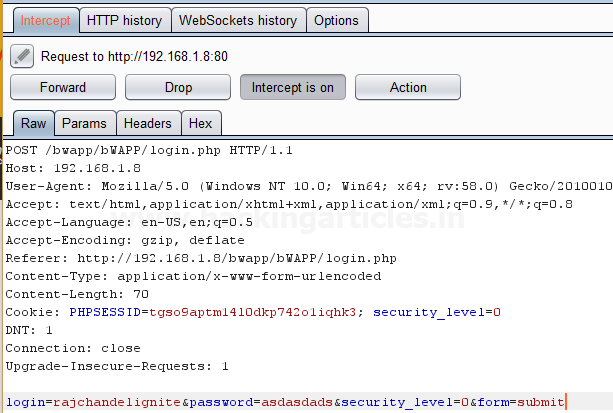 Intercept HTTP history WebSockets history Options
Request to http://192.168.1.8:80
Forward Drop Intercept is on Action
Raw Params Headers Hex
POST /bwapp/bWAPP/login.php HTTP/1.1
Host: 192.168.1.8
User-Agent: Mozilla/5.0 (Windows NT 10.0; Win64; x64; rv:58.0) Gecko/2010010
Accept: text/html,application/xhtml+xml,application/xml;q=0.9,*/*;q=0.8
www.hackingarticles.in
Accept-Language: en-US,en;q=0.5
Accept-Encoding: gzip, deflate
Referer: http://192.168.1.8/bwapp/bWAPP/login.php
Content-Type: application/x-www-form-urlencoded
Content-Length: 70
Cookie: PHPSESSID=tgso9aptm14l0dkp742o1iqhk3; security_level=0
DNT: 1
Connection: close
Upgrade-Insecure-Requests: 1
login=rajchandelignite&password=asdasdads&security_level=0&form=submit